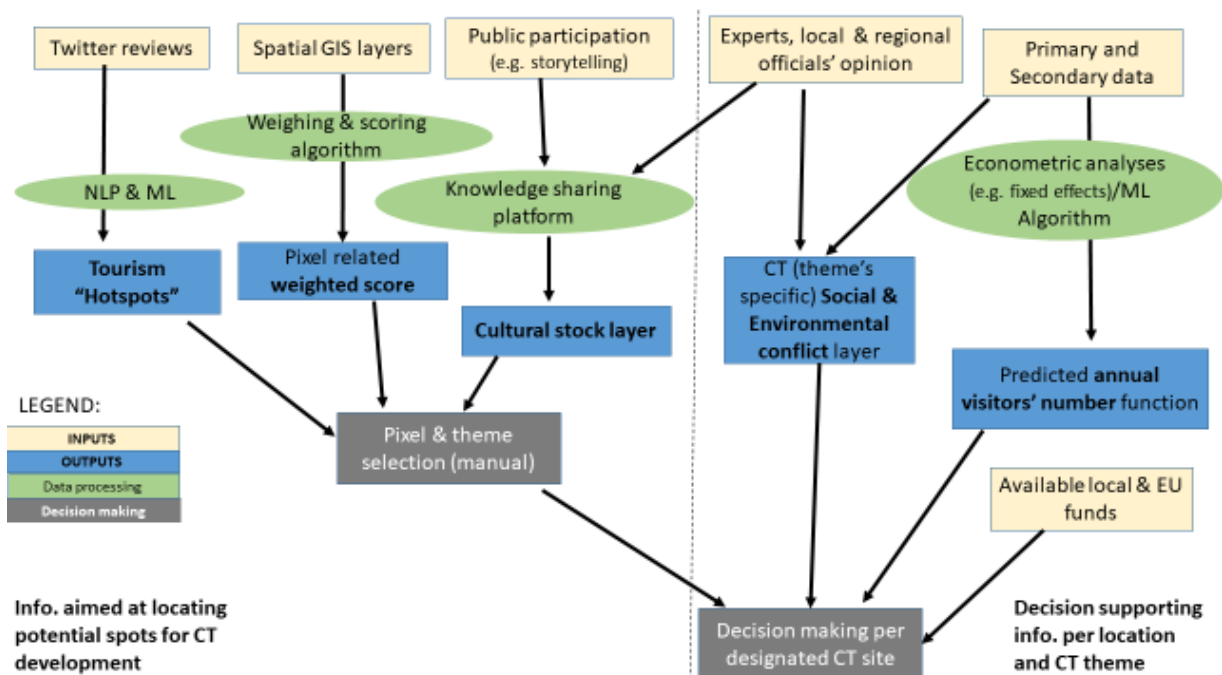 Twitter reviews
Spatial GIS layers
Public participation
(e.g. storytelling)
Experts, local & regional
officials' opinion
Primary and
Secondary data
Weighing & scoring
algorithm
NLP & ML
Knowledge sharing
platform
Econometric analyses
(e.g. fixed effects)/ML
Algorithm
Tourism
“Hotspots”
Pixel related
weighted score
Cultural stock layer
CT (theme's
specific) Social &
Environmental
conflict layer
Predicted annual
visitors' number function
LEGEND:
INPUTS
OUTPUTS
Data processing
Decision making
Pixel & theme
selection (manual)
Available local & EU
funds
Info. aimed at locating
potential spots for CT
development
Decision making per
designated CT site
Decision supporting
info. per location
and CT theme